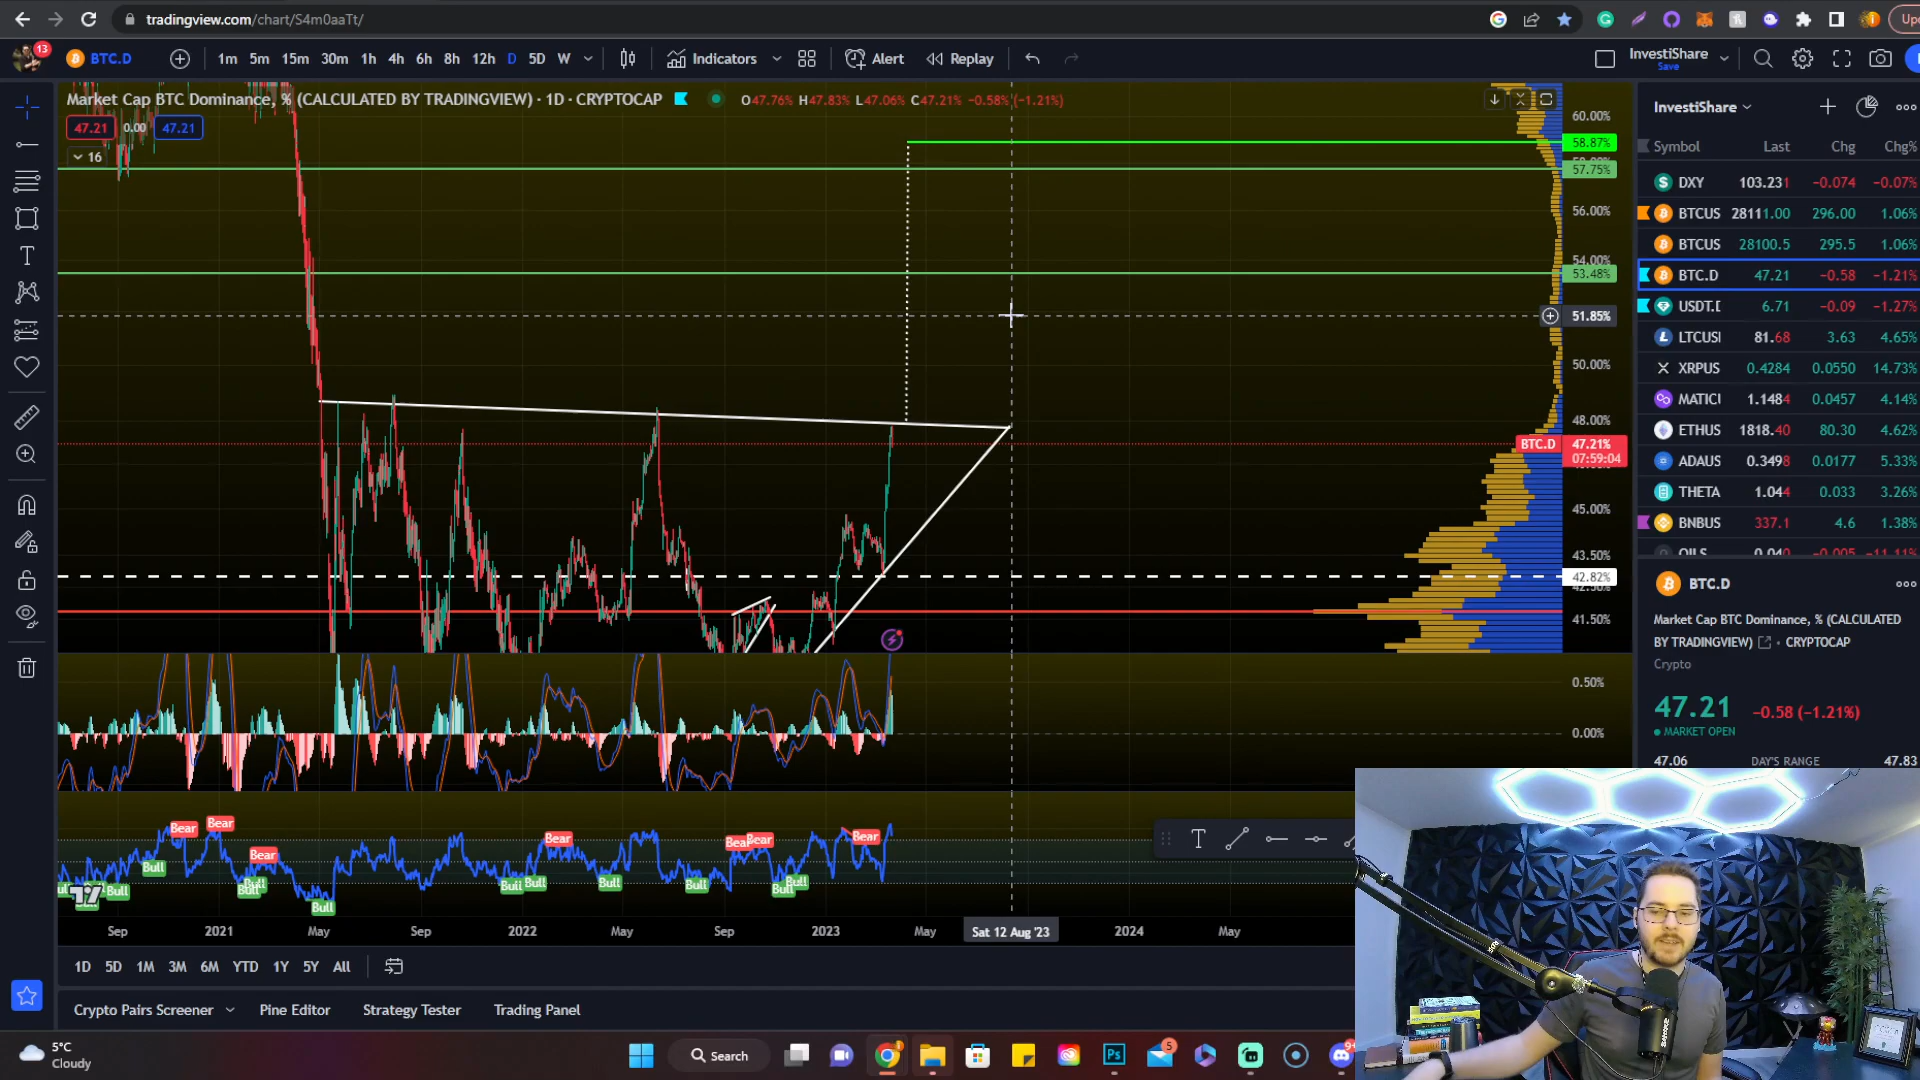 tradingview.com/chart/S4m0aaTt/
13
BTC.D
1m 5m 15m 30m 1h 4h 6h 8h 12h D 5D W
Indicators
Alert
Replay
InvestiShare
Save
Market Cap BTC Dominance, % (CALCULATED BY TRADINGVIEW) · 1D · CRYPTOCAP
O47.76% H47.83% L47.06% C47.21% −0.58% (−1.21%)
47.21 0.00 47.21
16
60.00%
58.87%
57.75%
56.00%
54.00%
53.48%
51.85%
50.00%
48.00%
BTC.D 47.21%
07:59:04
45.00%
43.50%
42.82%
41.50%
0.50%
0.00%
Bear Bear Bear Bear Bear Bear Bear
Bull Bull Bull Bull Bull Bull Bull Bull Bull Bull
Sep 2021 May Sep 2022 May Sep 2023 May Sat 12 Aug '23 2024 May
1D 5D 1M 3M 6M YTD 1Y 5Y All
Crypto Pairs Screener Pine Editor Strategy Tester Trading Panel
InvestiShare
Symbol Last Chg Chg%
DXY 103.231 −0.074 −0.07%
BTCUS 28111.00 296.00 1.06%
BTCUS 28100.5 295.5 1.06%
BTC.D 47.21 −0.58 −1.21%
USDT.D 6.71 −0.09 −1.27%
LTCUS 81.68 3.63 4.65%
XRPUS 0.4284 0.0550 14.73%
MATIC 1.1484 0.0457 4.14%
ETHUS 1818.40 80.30 4.62%
ADAUS 0.3498 0.0177 5.33%
THETA 1.044 0.033 3.26%
BNBUS 337.1 4.6 1.38%
BTC.D
Market Cap BTC Dominance, % (CALCULATED
BY TRADINGVIEW) · CRYPTOCAP
Crypto
47.21 −0.58 (−1.21%)
MARKET OPEN
47.06 DAY'S RANGE 47.83
5°C
Cloudy
Search
Ps
5